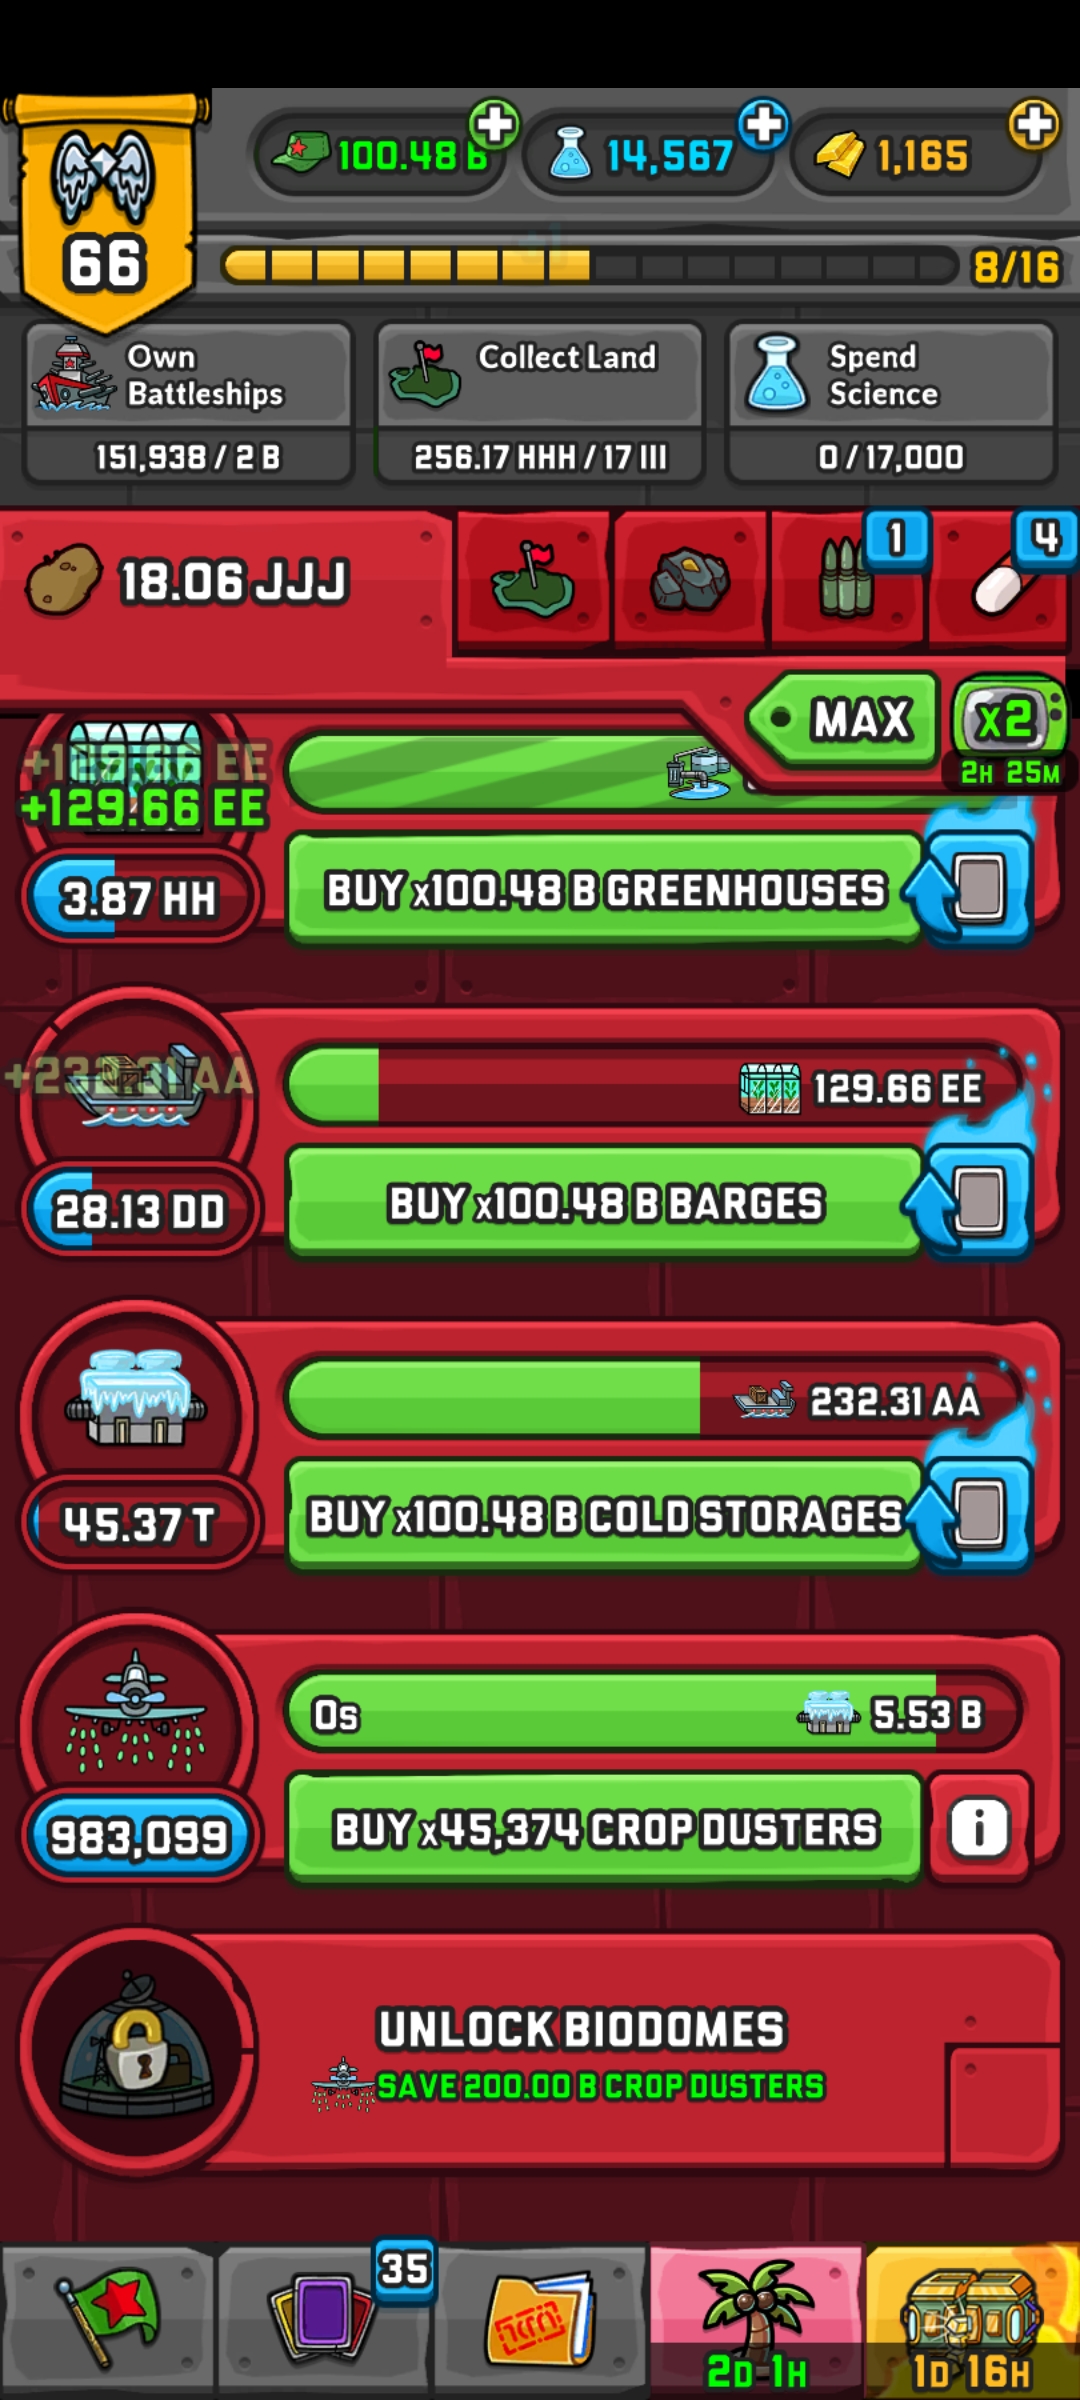 100.48 B
14,567
1,165
66
8/16
Own
Battleships
151,938 / 2 B
Collect Land
256.17 HHH / 17 III
Spend
Science
0 / 17,000
18.06 JJJ
1
4
MAX
x2
2H 25M
+129.66 EE
+129.66 EE
3.87 HH
BUY x100.48 B GREENHOUSES
+232.31 AA
129.66 EE
28.13 DD
BUY x100.48 B BARGES
232.31 AA
45.37 T
BUY x100.48 B COLD STORAGES
0s
5.53 B
983,099
BUY x45,374 CROP DUSTERS
i
UNLOCK BIODOMES
SAVE 200.00 B CROP DUSTERS
35
2D 1H
1D 16H